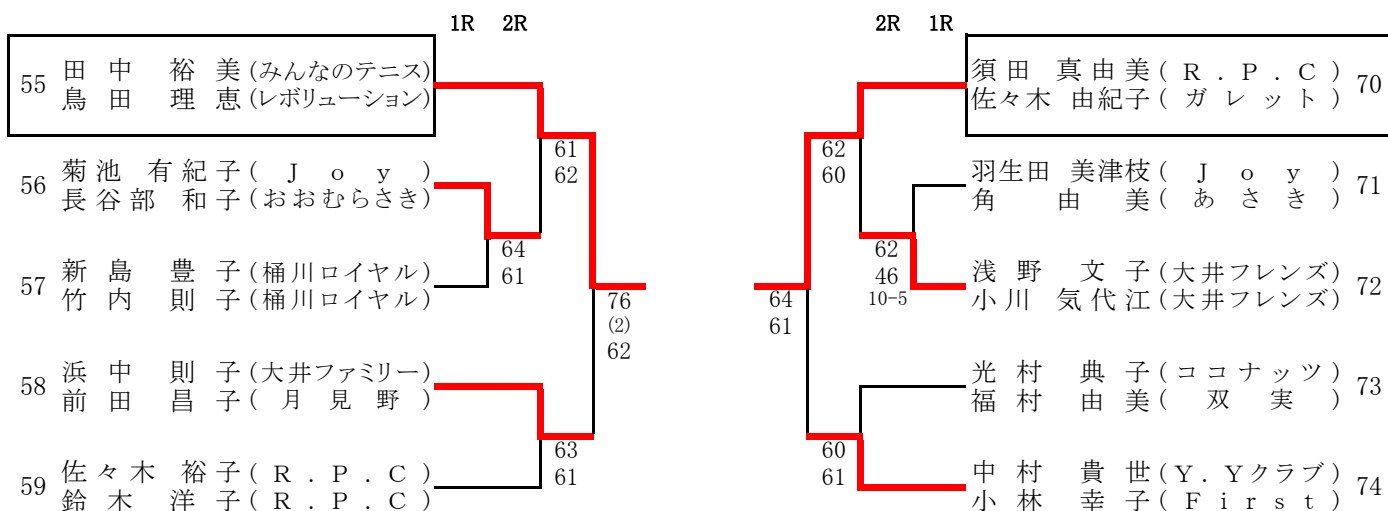 1R 2R
2R 1R
55 田中 裕美(みんなのテニス)
鳥田 理恵(レボリューション)
61
62
56 菊池 有紀子(Joy)
長谷部 和子(おおむらさき)
64
61
57 新島 豊子(桶川ロイヤル)
竹内 則子(桶川ロイヤル)
76
(2)
62
58 浜中 則子(大井ファミリー)
前田 昌子(月見野)
63
61
59 佐々木 裕子(R.P.C)
鈴木 洋子(R.P.C)
須田 真由美(R.P.C) 70
佐々木 由紀子(ガレット)
62
60
羽生田 美津枝(Joy) 71
角 由美(あさき)
62
46
10-5
浅野 文子(大井フレンズ) 72
小川 気代江(大井フレンズ)
64
61
光村 典子(ココナッツ) 73
福村 由美(双実)
60
61
中村 貴世(Y.Yクラブ) 74
小林 幸子(First)